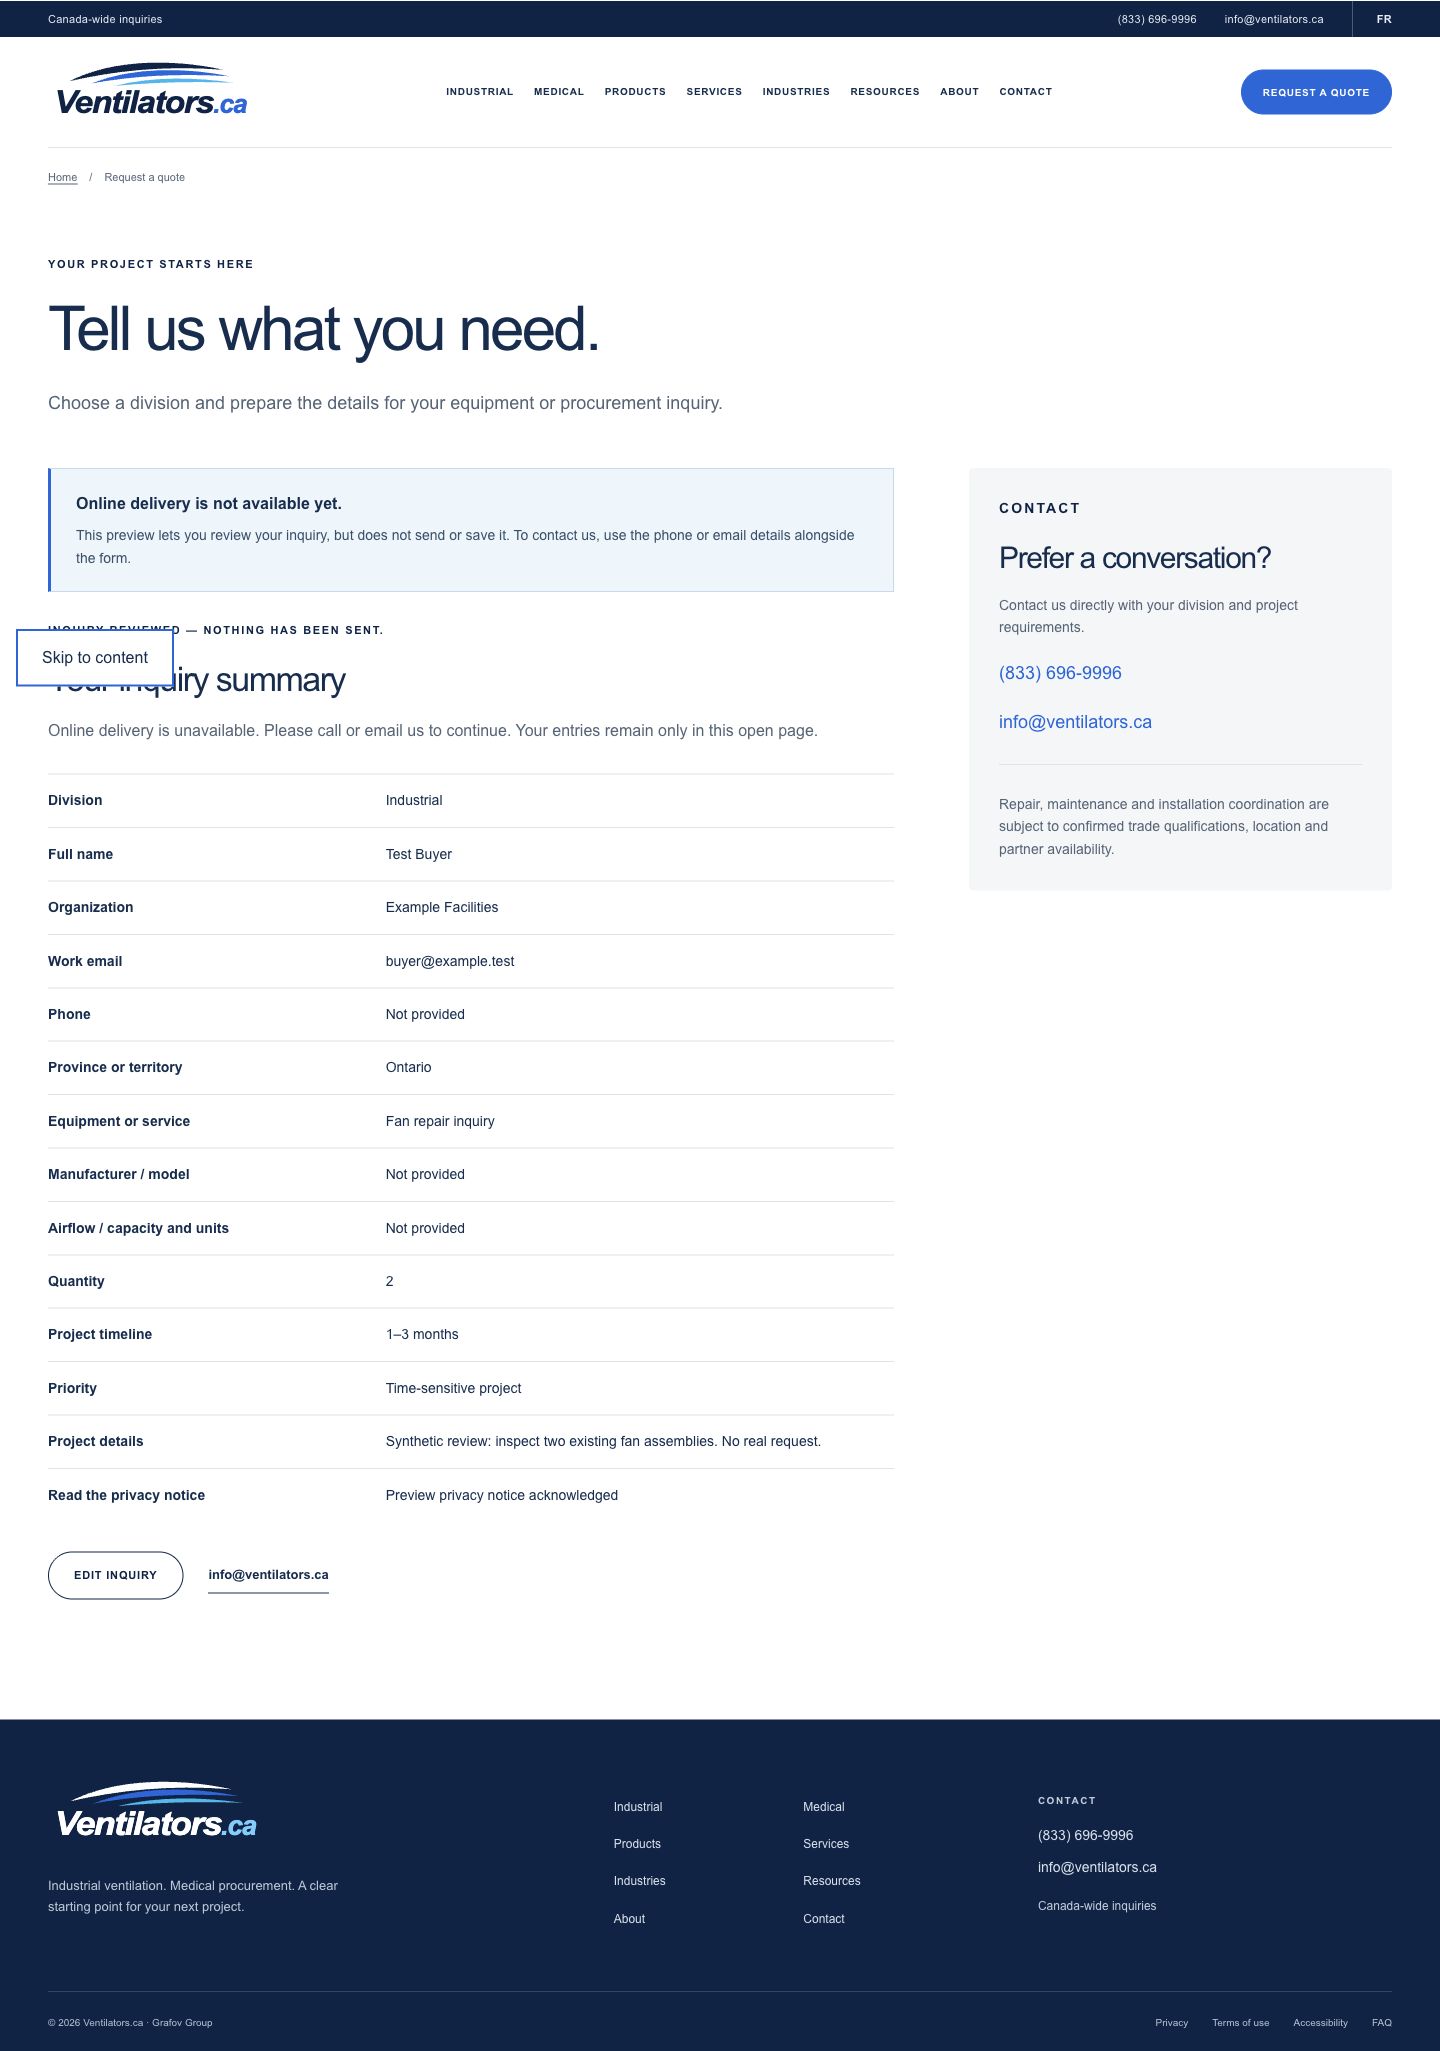 Canada-wide inquiries
(833) 696-9996
info@ventilators.ca
FR
Ventilators.ca
INDUSTRIAL
MEDICAL
PRODUCTS
SERVICES
INDUSTRIES
RESOURCES
ABOUT
CONTACT
REQUEST A QUOTE
Home / Request a quote
YOUR PROJECT STARTS HERE
Tell us what you need.
Choose a division and prepare the details for your equipment or procurement inquiry.
Online delivery is not available yet.
This preview lets you review your inquiry, but does not send or save it. To contact us, use the phone or email details alongside
the form.
INQUIRY REVIEWED — NOTHING HAS BEEN SENT.
Skip to content
Your inquiry summary
Online delivery is unavailable. Please call or email us to continue. Your entries remain only in this open page.
Division Industrial
Full name Test Buyer
Organization Example Facilities
Work email buyer@example.test
Phone Not provided
Province or territory Ontario
Equipment or service Fan repair inquiry
Manufacturer / model Not provided
Airflow / capacity and units Not provided
Quantity 2
Project timeline 1–3 months
Priority Time-sensitive project
Project details Synthetic review: inspect two existing fan assemblies. No real request.
Read the privacy notice Preview privacy notice acknowledged
EDIT INQUIRY
info@ventilators.ca
CONTACT
Prefer a conversation?
Contact us directly with your division and project
requirements.
(833) 696-9996
info@ventilators.ca
Repair, maintenance and installation coordination are
subject to confirmed trade qualifications, location and
partner availability.
Ventilators.ca
Industrial ventilation. Medical procurement. A clear
starting point for your next project.
Industrial
Medical
Products
Services
Industries
Resources
About
Contact
CONTACT
(833) 696-9996
info@ventilators.ca
Canada-wide inquiries
© 2026 Ventilators.ca · Grafov Group
Privacy
Terms of use
Accessibility
FAQ